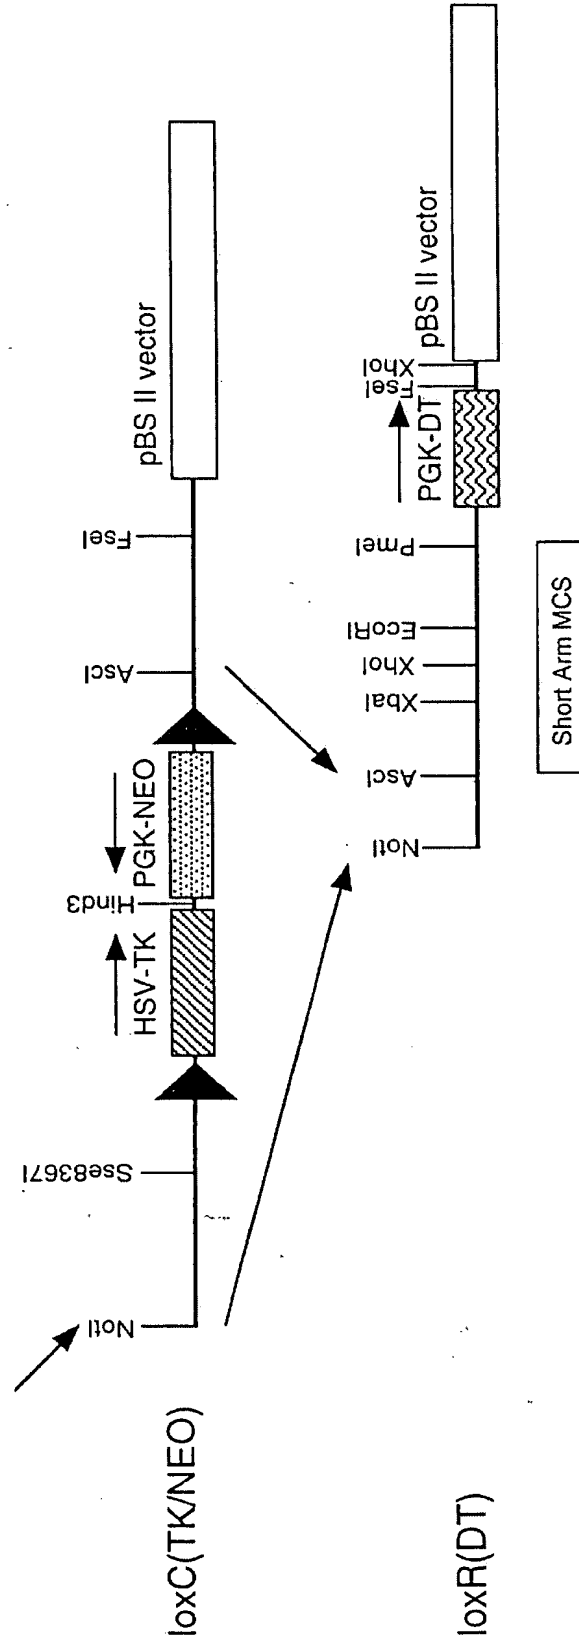 loxC(TK/NEO)
NotI
Sse8367I
HSV-TK
Hind3
PGK-NEO
AscI
FseI
pBS II vector
loxR(DT)
NotI
AscI
XbaI
XhoI
EcoRI
PmeI
PGK-DT
FseI
XhoI
pBS II vector
Short Arm MCS